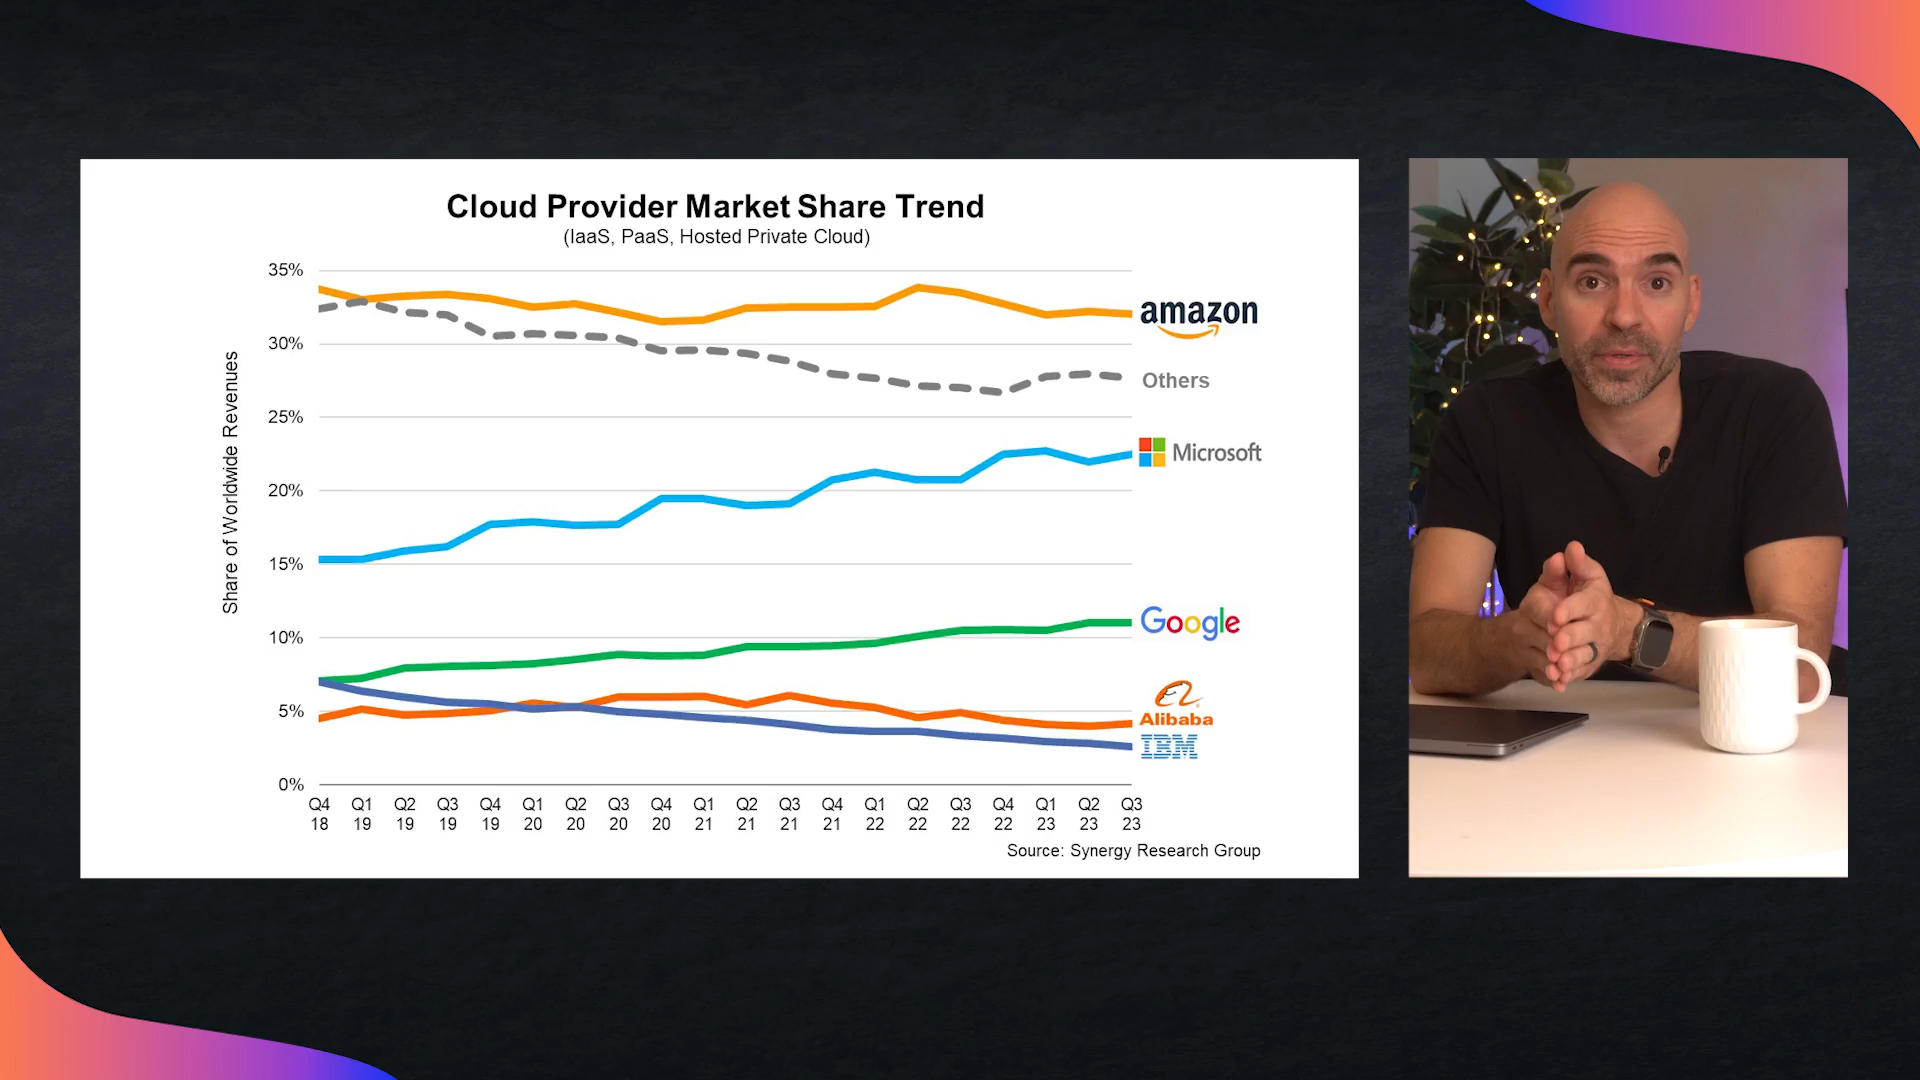 Cloud Provider Market Share Trend
(IaaS, PaaS, Hosted Private Cloud)
Share of Worldwide Revenues
35%
30%
25%
20%
15%
10%
5%
0%
amazon
Others
Microsoft
Google
Alibaba
IBM
Q4 Q1 Q2 Q3 Q4 Q1 Q2 Q3 Q4 Q1 Q2 Q3 Q4 Q1 Q2 Q3 Q4 Q1 Q2 Q3
18 19 19 19 19 20 20 20 20 21 21 21 21 22 22 22 22 23 23 23
Source: Synergy Research Group